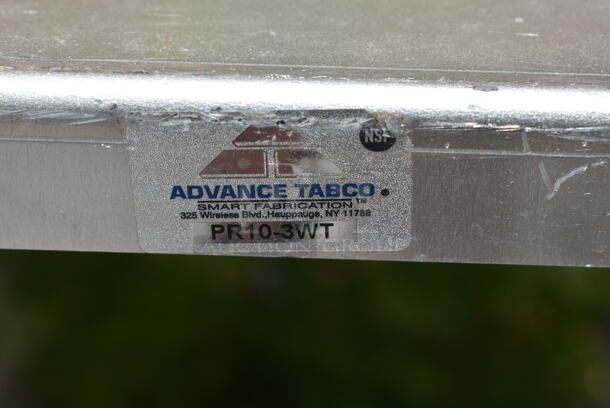 NSF
ADVANCE TABCO®
SMART FABRICATION™
325 Wireless Blvd., Hauppauge, NY 11788
PR10-3WT